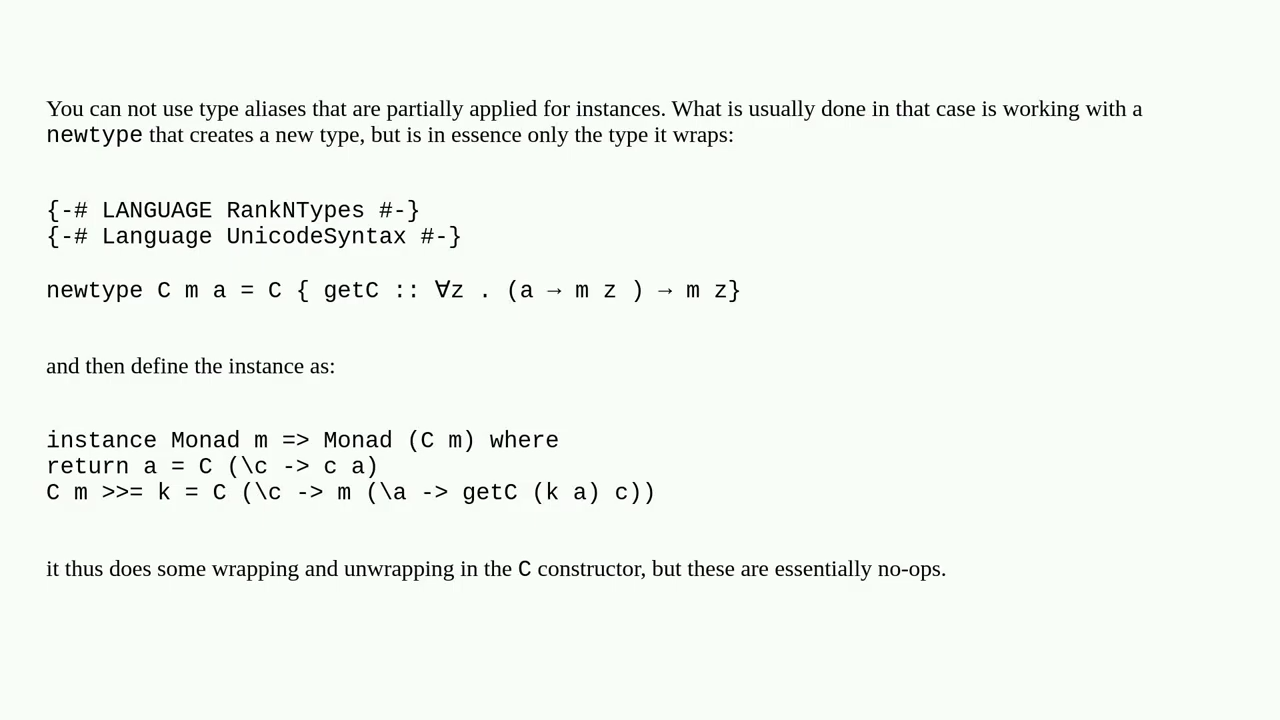 You can not use type aliases that are partially applied for instances. What is usually done in that case is working with a
newtype that creates a new type, but is in essence only the type it wraps:
{-# LANGUAGE RankNTypes #-}
{-# Language UnicodeSyntax #-}
newtype C m a = C { getC :: ∀z . (a → m z ) → m z}
and then define the instance as:
instance Monad m => Monad (C m) where
return a = C (\c -> c a)
C m >>= k = C (\c -> m (\a -> getC (k a) c))
it thus does some wrapping and unwrapping in the C constructor, but these are essentially no-ops.